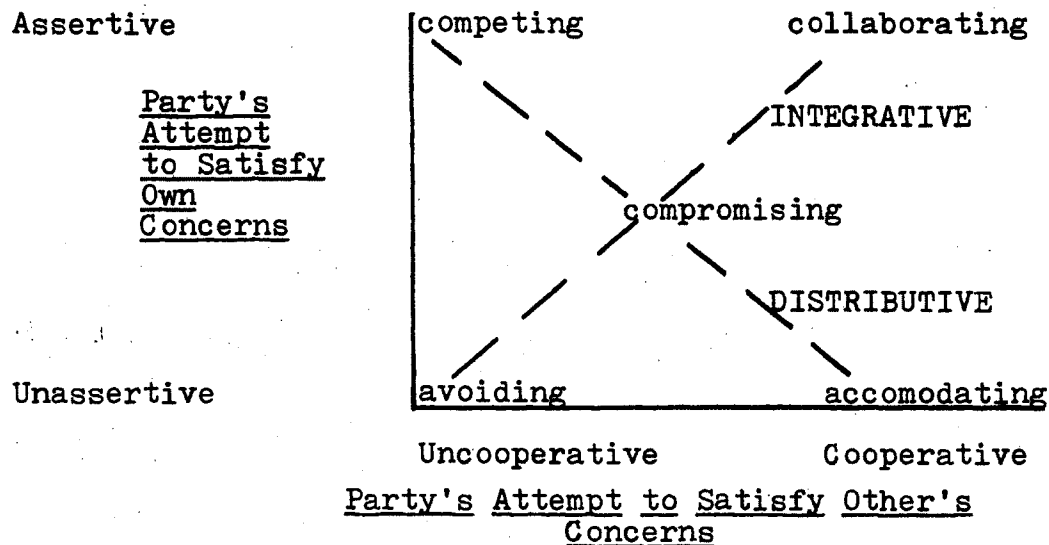 Assertive
competing
collaborating
Party's
Attempt
to Satisfy
Own
Concerns
INTEGRATIVE
compromising
DISTRIBUTIVE
Unassertive
avoiding
accomodating
Uncooperative
Cooperative
Party's Attempt to Satisfy Other's
Concerns